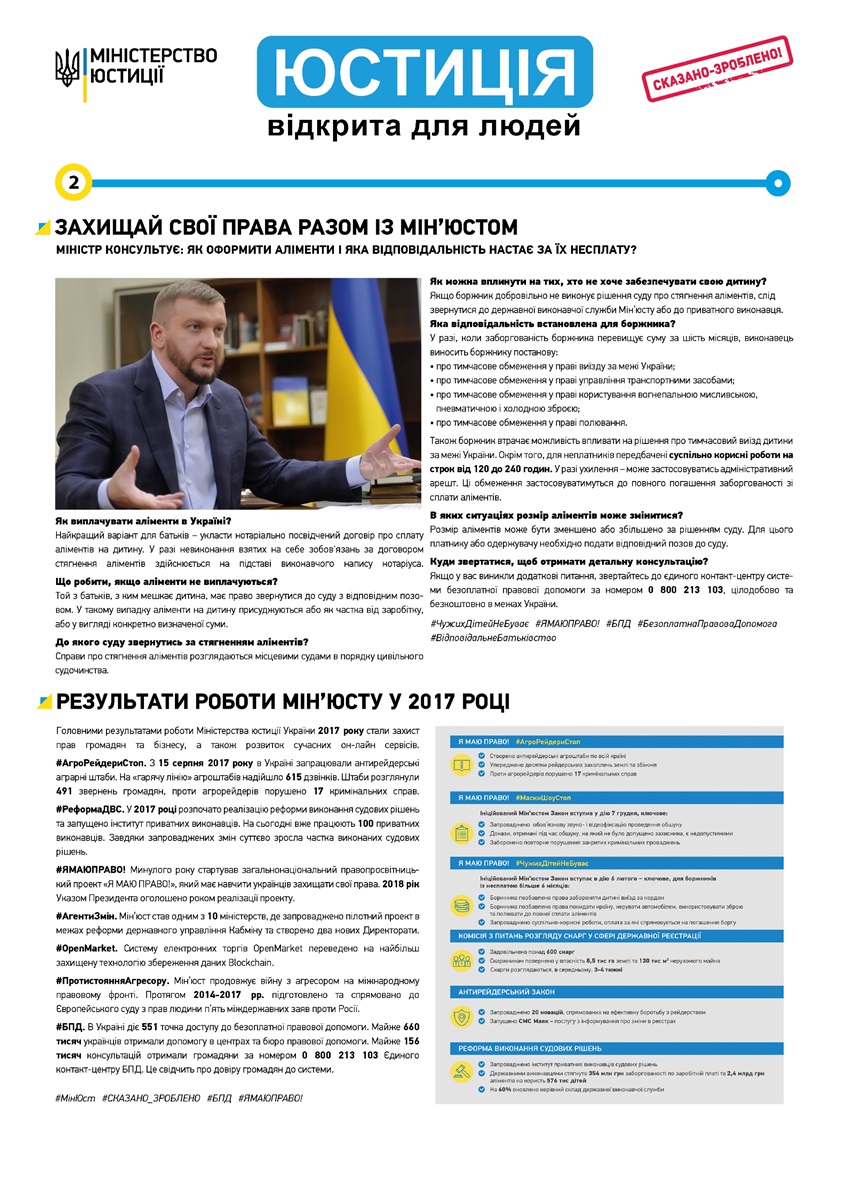 МІНІСТЕРСТВО
ЮСТИЦІЇ
ЮСТИЦІЯ
відкрита для людей
СКАЗАНО-ЗРОБЛЕНО!
2
ЗАХИЩАЙ СВОЇ ПРАВА РАЗОМ ІЗ МІН’ЮСТОМ
МІНІСТР КОНСУЛЬТУЄ: ЯК ОФОРМИТИ АЛІМЕНТИ І ЯКА ВІДПОВІДАЛЬНІСТЬ НАСТАЄ ЗА ЇХ НЕСПЛАТУ?
Як виплачувати аліменти в Україні?
Найкращий варіант для батьків – укласти нотаріально посвідчений договір про сплату
аліментів на дитину. У разі невиконання взятих на себе зобов’язань за договором
стягнення аліментів здійснюється на підставі виконавчого напису нотаріуса.
Що робити, якщо аліменти не виплачуються?
Той з батьків, з ким мешкає дитина, має право звернутися до суду з відповідним позо-
вом. У такому випадку аліменти на дитину присуджуються або як частка від заробітку,
або у вигляді конкретно визначеної суми.
До якого суду звернутись за стягненням аліментів?
Справи про стягнення аліментів розглядаються місцевими судами в порядку цивільного
судочинства.
Як можна вплинути на тих, хто не хоче забезпечувати свою дитину?
Якщо боржник добровільно не виконує рішення суду про стягнення аліментів, слід
звернутися до державної виконавчої служби Мін’юсту або до приватного виконавця.
Яка відповідальність встановлена для боржника?
У разі, коли заборгованість боржника перевищує суму за шість місяців, виконавець
виносить боржнику постанову:
• про тимчасове обмеження у праві виїзду за межі України;
• про тимчасове обмеження у праві управління транспортними засобами;
• про тимчасове обмеження у праві користування вогнепальною мисливською,
пневматичною і холодною зброєю;
• про тимчасове обмеження у праві полювання.
Також боржник втрачає можливість впливати на рішення про тимчасовий виїзд дитини
за межі України. Окрім того, для неплатників передбачені суспільно корисні роботи на
строк від 120 до 240 годин. У разі ухилення – може застосовуватись адміністративний
арешт. Ці обмеження застосовуватимуться до повного погашення заборгованості зі
сплати аліментів.
В яких ситуаціях розмір аліментів може змінитися?
Розмір аліментів може бути зменшено або збільшено за рішенням суду. Для цього
платнику або одержувачу необхідно подати відповідний позов до суду.
Куди звертатися, щоб отримати детальну консультацію?
Якщо у вас виникли додаткові питання, звертайтесь до єдиного контакт-центру систе-
ми безоплатної правової допомоги за номером 0 800 213 103, цілодобово та
безкоштовно в межах України.
#ЧужихДітейНеБуває #ЯМАЮПРАВО! #БПД #БезоплатнаПравоваДопомога
#ВідповідальнеБатьківство
РЕЗУЛЬТАТИ РОБОТИ МІН’ЮСТУ У 2017 РОЦІ
Головними результатами роботи Міністерства юстиції України 2017 року стали захист
прав громадян та бізнесу, а також розвиток сучасних он-лайн сервісів.
#АгроРейдериСтоп. З 15 серпня 2017 року в Україні запрацювали антирейдерські
аграрні штаби. На «гарячу лінію» агроштабів надійшло 615 дзвінків. Штаби розглянули
491 звернень громадян, проти агрорейдерів порушено 17 кримінальних справ.
#РеформаДВС. У 2017 році розпочато реалізацію реформи виконання судових рішень
та запущено інститут приватних виконавців. На сьогодні вже працюють 100 приватних
виконавців. Завдяки запроваджених змін суттєво зросла частка виконаних судових
рішень.
#ЯМАЮПРАВО! Минулого року стартував загальнонаціональний правопросвітниць-
кий проект «Я МАЮ ПРАВО!», який має навчити українців захищати свої права. 2018 рік
Указом Президента оголошено роком реалізації проекту.
#АгентиЗмін. Мін’юст став одним з 10 міністерств, де запроваджено пілотний проект в
межах реформи державного управління Кабміну та створено два нових Директорати.
#OpenMarket. Систему електронних торгів OpenMarket переведено на найбільш
захищену технологію збереження даних Blockchain.
#ПротистоянняАгресору. Мін’юст продовжує війну з агресором на міжнародному
правовому фронті. Протягом 2014–2017 рр. підготовлено та спрямовано до
Європейського суду з прав людини п’ять міждержавних заяв проти Росії.
#БПД. В Україні діє 551 точка доступу до безоплатної правової допомоги. Майже 660
тисяч українців отримали допомогу в центрах та бюро правової допомоги. Майже 156
тисяч консультацій отримали громадяни за номером 0 800 213 103 Єдиного
контакт-центру БПД. Це свідчить про довіру громадян до системи.
#МінЮст #СКАЗАНО_ЗРОБЛЕНО #БПД #ЯМАЮПРАВО!
Я МАЮ ПРАВО! #АгроРейдериСтоп
Створено антирейдерські агроштаби по всій країні
Упереджено десятки рейдерських захоплень землі та збіжжя
Проти агрорейдерів порушено 17 кримінальних справ
Я МАЮ ПРАВО! #МаскиШоуСтоп
Ініційований Мін’юстом Закон вступив у дію 7 грудня, ключове:
Запроваджено, обов’язкову звуко- і відеофіксацію проведення обшуку
Докази, отримані під час обшуку, на який не було допущено захисника, є недопустимими
Заборонено повторне порушення закритих кримінальних проваджень
Я МАЮ ПРАВО! #ЧужихДітейНеБуває
Ініційований Мін’юстом Закон вступає в дію 6 лютого – ключове, для боржників
із несплатою більше 6 місяців:
Боржника позбавлено права забороняти дитині виїзд за кордон
Боржника позбавлено права покидати країну, керувати автомобілем, використовувати зброю
та полювати до повної сплати аліментів
Запроваджено суспільно-корисні роботи, оплата за які спрямовується на погашення боргу
КОМІСІЯ З ПИТАНЬ РОЗГЛЯДУ СКАРГ У СФЕРІ ДЕРЖАВНОЇ РЕЄСТРАЦІЇ
Задовільнено понад 600 скарг
Скаржникам повернено у власність 8,5 тис га землі та 130 тис м² нерухомого майна
Скарги розглядаються, в середньому, 3–4 тижні
АНТИРЕЙДЕРСЬКИЙ ЗАКОН
Запроваджено 20 новацій, спрямованих на ефективну боротьбу з рейдерством
Запущено СМС Маяк – послугу з інформування про зміни в реєстрах
РЕФОРМА ВИКОНАННЯ СУДОВИХ РІШЕНЬ
Запроваджено інститут приватних виконавців судових рішень
Державними виконавцями стягнуто 354 млн грн заборгованості по заробітній платі та 2,4 млрд грн
аліментів на користь 576 тис дітей
На 60% оновлено керівний склад державної виконавчої служби